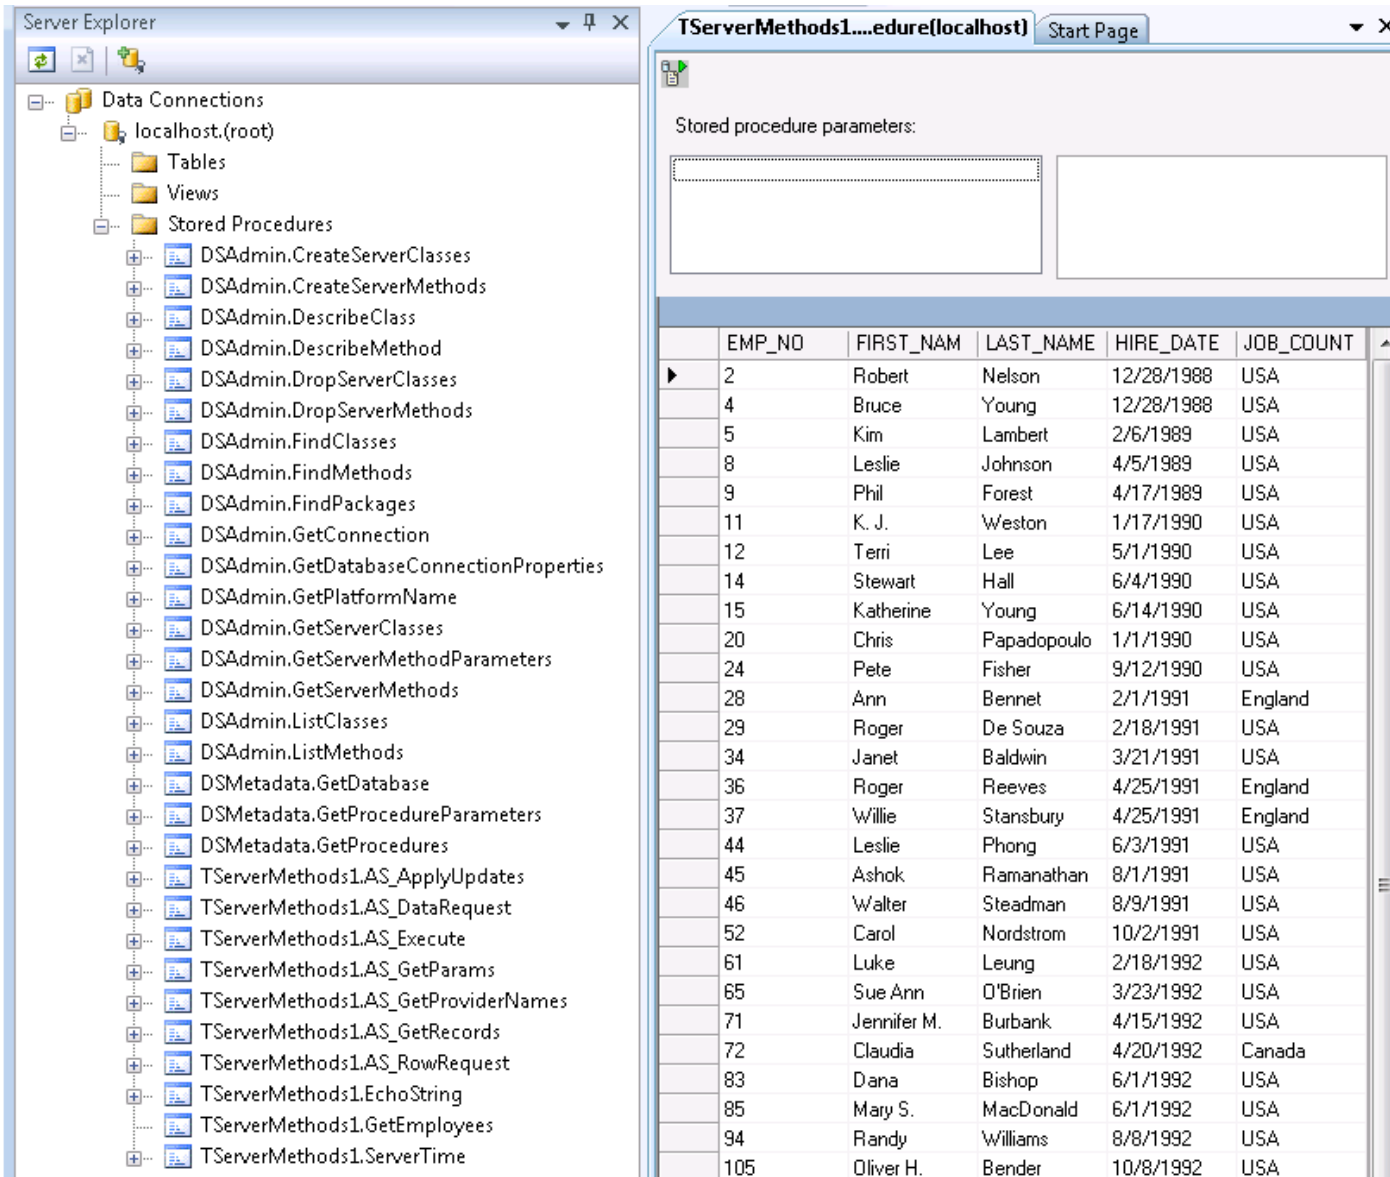 Server Explorer
Data Connections
localhost.(root)
Tables
Views
Stored Procedures
DSAdmin.CreateServerClasses
DSAdmin.CreateServerMethods
DSAdmin.DescribeClass
DSAdmin.DescribeMethod
DSAdmin.DropServerClasses
DSAdmin.DropServerMethods
DSAdmin.FindClasses
DSAdmin.FindMethods
DSAdmin.FindPackages
DSAdmin.GetConnection
DSAdmin.GetDatabaseConnectionProperties
DSAdmin.GetPlatformName
DSAdmin.GetServerClasses
DSAdmin.GetServerMethodParameters
DSAdmin.GetServerMethods
DSAdmin.ListClasses
DSAdmin.ListMethods
DSMetadata.GetDatabase
DSMetadata.GetProcedureParameters
DSMetadata.GetProcedures
TServerMethods1.AS_ApplyUpdates
TServerMethods1.AS_DataRequest
TServerMethods1.AS_Execute
TServerMethods1.AS_GetParams
TServerMethods1.AS_GetProviderNames
TServerMethods1.AS_GetRecords
TServerMethods1.AS_RowRequest
TServerMethods1.EchoString
TServerMethods1.GetEmployees
TServerMethods1.ServerTime
TServerMethods1....edure(localhost) Start Page
Stored procedure parameters:
EMP_NO FIRST_NAM LAST_NAME HIRE_DATE JOB_COUNT
2 Robert Nelson 12/28/1988 USA
4 Bruce Young 12/28/1988 USA
5 Kim Lambert 2/6/1989 USA
8 Leslie Johnson 4/5/1989 USA
9 Phil Forest 4/17/1989 USA
11 K. J. Weston 1/17/1990 USA
12 Terri Lee 5/1/1990 USA
14 Stewart Hall 6/4/1990 USA
15 Katherine Young 6/14/1990 USA
20 Chris Papadopoulo 1/1/1990 USA
24 Pete Fisher 9/12/1990 USA
28 Ann Bennet 2/1/1991 England
29 Roger De Souza 2/18/1991 USA
34 Janet Baldwin 3/21/1991 USA
36 Roger Reeves 4/25/1991 England
37 Willie Stansbury 4/25/1991 England
44 Leslie Phong 6/3/1991 USA
45 Ashok Ramanathan 8/1/1991 USA
46 Walter Steadman 8/9/1991 USA
52 Carol Nordstrom 10/2/1991 USA
61 Luke Leung 2/18/1992 USA
65 Sue Ann O'Brien 3/23/1992 USA
71 Jennifer M. Burbank 4/15/1992 USA
72 Claudia Sutherland 4/20/1992 Canada
83 Dana Bishop 6/1/1992 USA
85 Mary S. MacDonald 6/1/1992 USA
94 Randy Williams 8/8/1992 USA
105 Oliver H. Bender 10/8/1992 USA